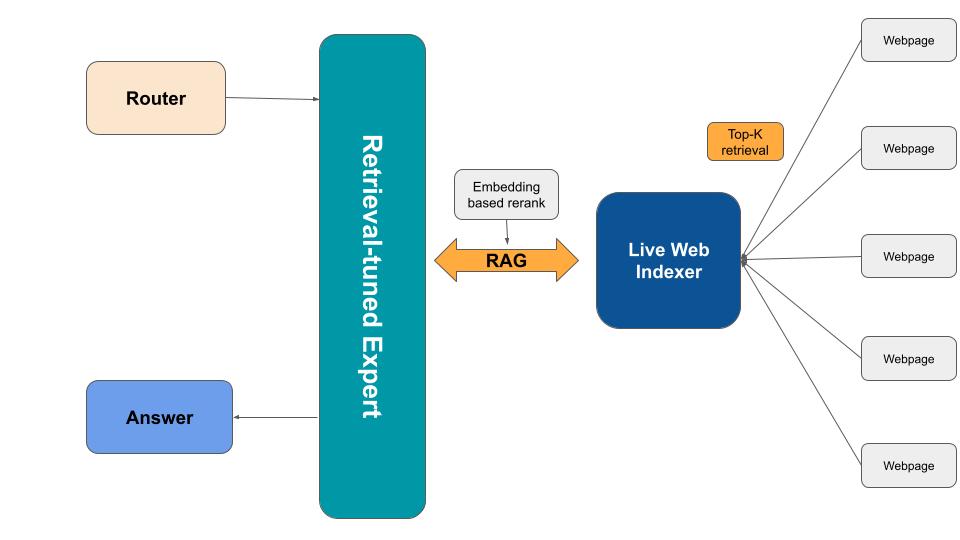 Router
Answer
Retrieval-tuned Expert
Embedding
based rerank
RAG
Top-K
retrieval
Live Web
Indexer
Webpage
Webpage
Webpage
Webpage
Webpage